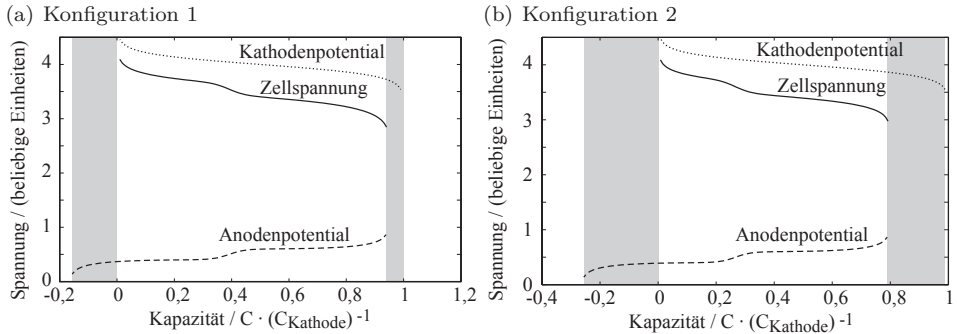 (a) Konfiguration 1
Spannung / (beliebige Einheiten)
4
3
2
1
0
Kathodenpotential
Zellspannung
Anodenpotential
-0,2 0 0,2 0,4 0,6 0,8 1 1,2
Kapazität / C · (CKathode) -1
(b) Konfiguration 2
Spannung / (beliebige Einheiten)
4
3
2
1
0
Kathodenpotential
Zellspannung
Anodenpotential
-0,4 -0,2 0 0,2 0,4 0,6 0,8 1
Kapazität / C · (CKathode) -1